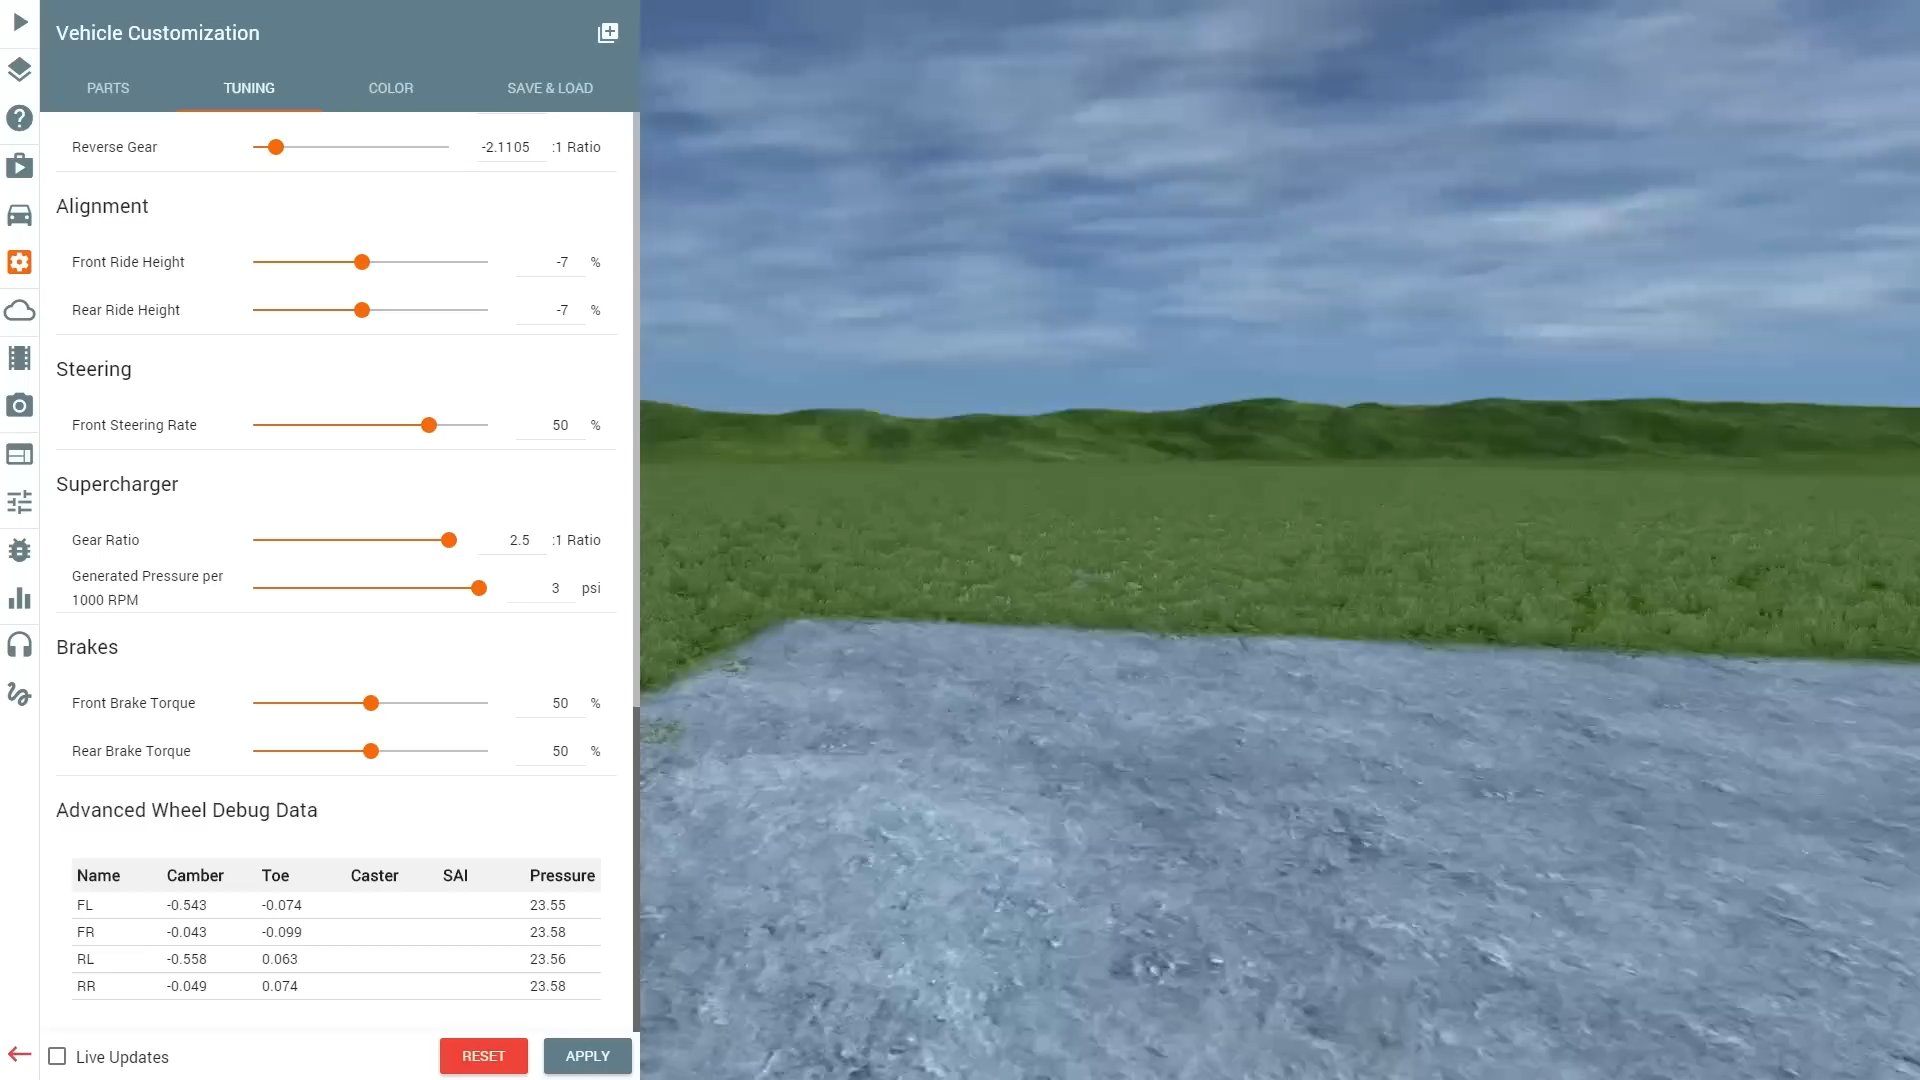 Vehicle Customization
PARTS TUNING COLOR SAVE & LOAD
Reverse Gear -2.1105 :1 Ratio
Alignment
Front Ride Height -7 %
Rear Ride Height -7 %
Steering
Front Steering Rate 50 %
Supercharger
Gear Ratio 2.5 :1 Ratio
Generated Pressure per
1000 RPM 3 psi
Brakes
Front Brake Torque 50 %
Rear Brake Torque 50 %
Advanced Wheel Debug Data
Name Camber Toe Caster SAI Pressure
FL -0.543 -0.074 23.55
FR -0.043 -0.099 23.58
RL -0.558 0.063 23.56
RR -0.049 0.074 23.58
Live Updates RESET APPLY